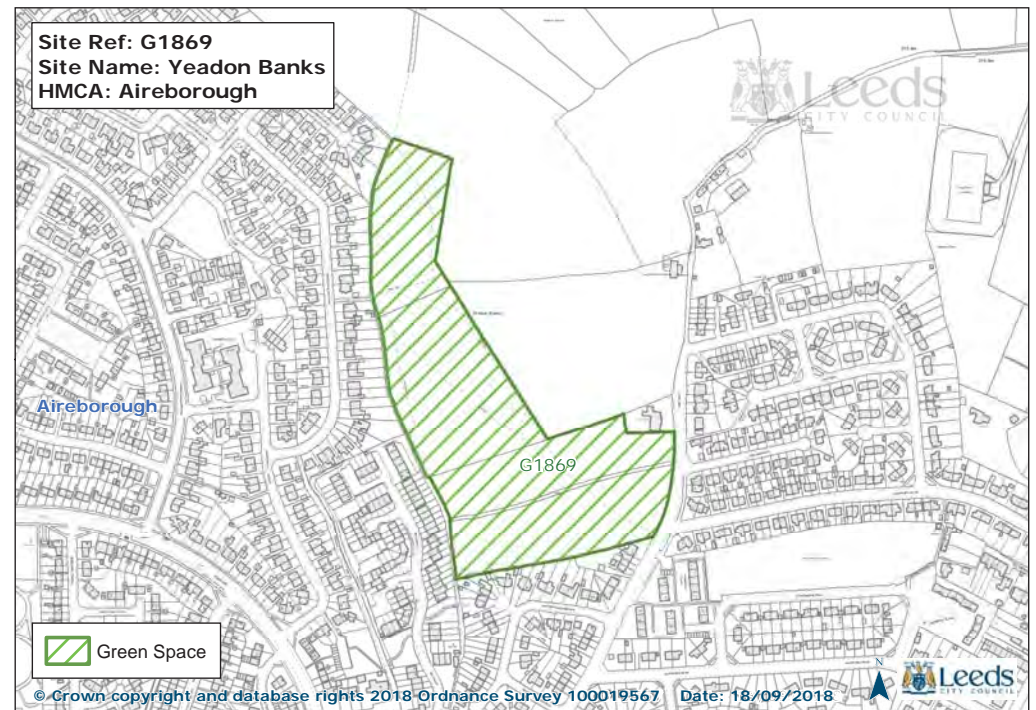 Site Ref: G1869
Site Name: Yeadon Banks
HMCA: Aireborough
Leeds
CITY COUNCIL
Aireborough
G1869
Green Space
N
Leeds
CITY COUNCIL
© Crown copyright and database rights 2018 Ordnance Survey 100019567 Date: 18/09/2018